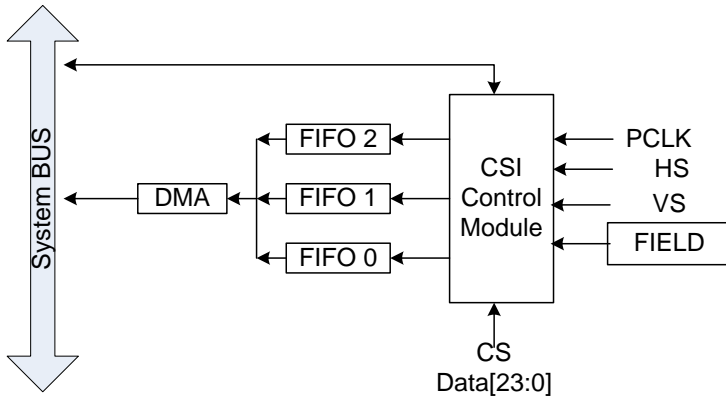 System BUS
DMA
FIFO 2
FIFO 1
FIFO 0
CSI
Control
Module
PCLK
HS
VS
FIELD
CS
Data[23:0]